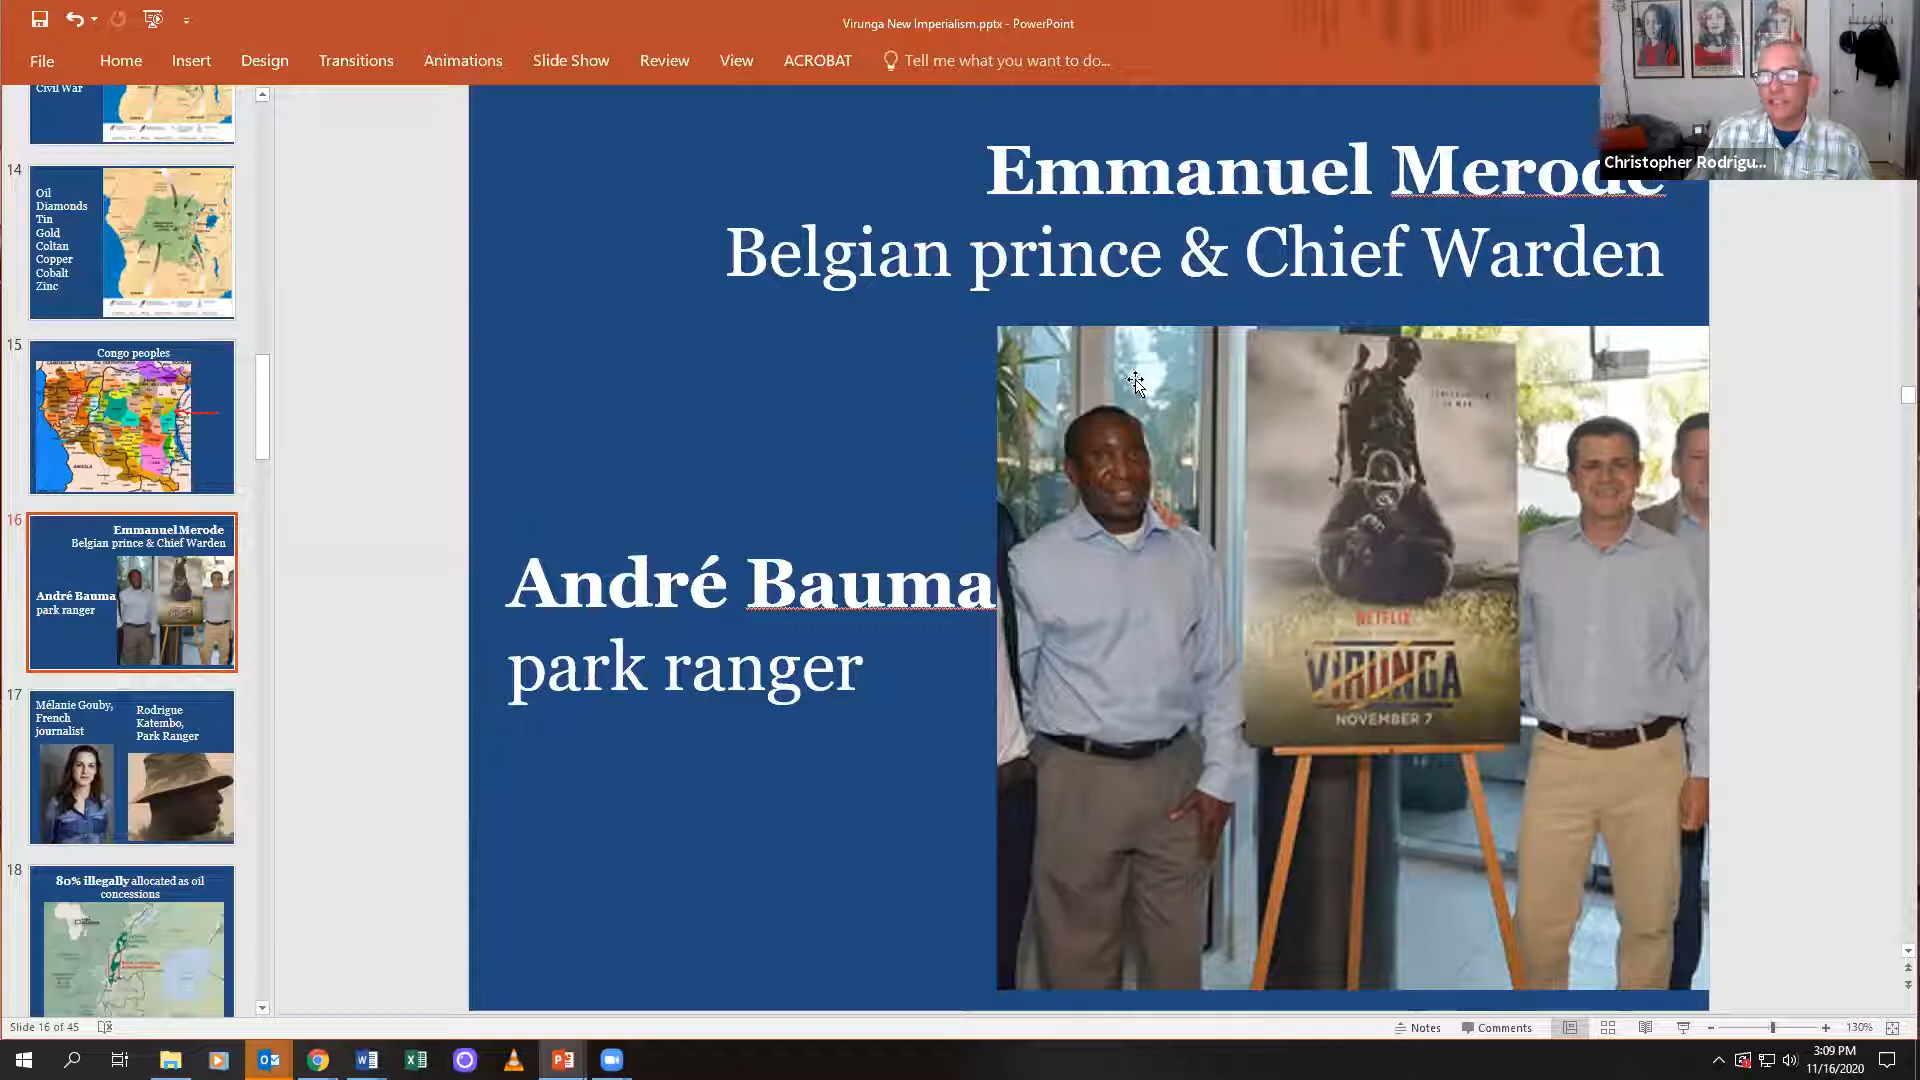 Virunga New Imperialism.pptx - PowerPoint
File Home Insert Design Transitions Animations Slide Show Review View ACROBAT Tell me what you want to do...
Christopher Rodrigu...
Civil War
14
Oil
Diamonds
Tin
Gold
Coltan
Copper
Cobalt
Zinc
15
Congo peoples
ANGOLA
16
Emmanuel Merode
Belgian prince & Chief Warden
André Bauma
park ranger
17
Mélanie Gouby,
French
journalist
Rodrigue
Katembo,
Park Ranger
18
80% illegally allocated as oil
concessions
Emmanuel Merode
Belgian prince & Chief Warden
André Bauma
park ranger
NETFLIX
VIRUNGA
NOVEMBER 7
Slide 16 of 45
Notes Comments 130%
3:09 PM
11/16/2020